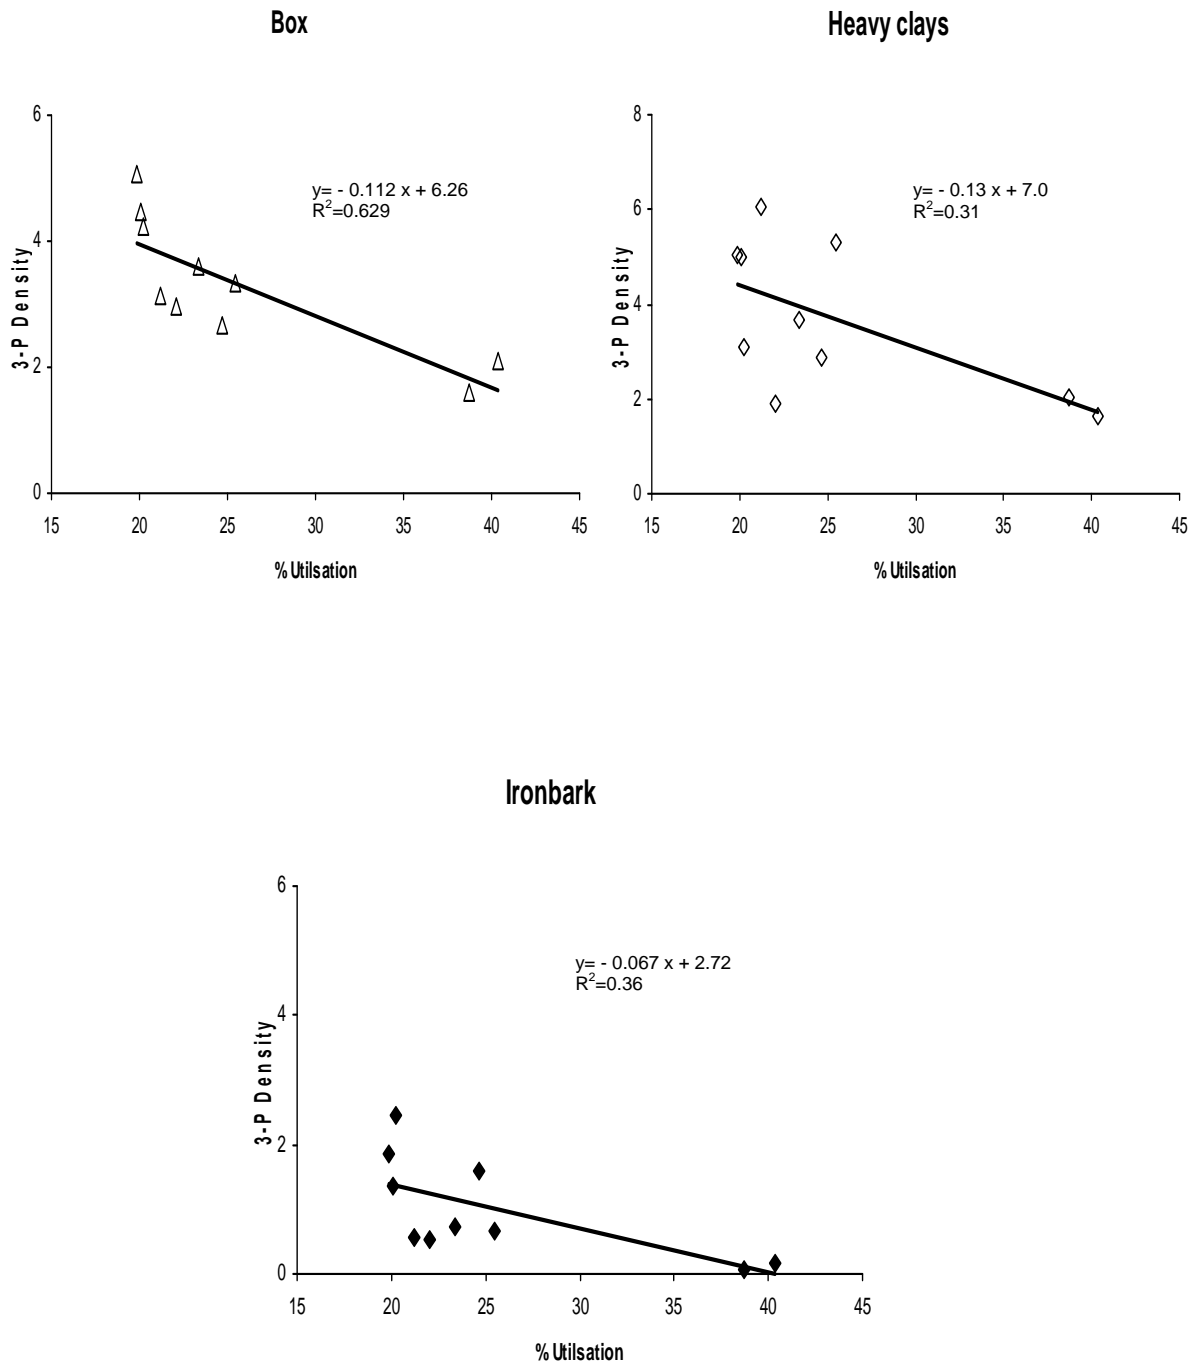 Box
6
4
2
0
15 20 25 30 35 40 45
3-P Density
% Utilsation
y= - 0.112 x + 6.26
R²=0.629
Heavy clays
8
6
4
2
0
15 20 25 30 35 40 45
3-P Density
% Utilsation
y= - 0.13 x + 7.0
R²=0.31
Ironbark
6
4
2
0
15 20 25 30 35 40 45
3-P Density
% Utilsation
y= - 0.067 x + 2.72
R²=0.36